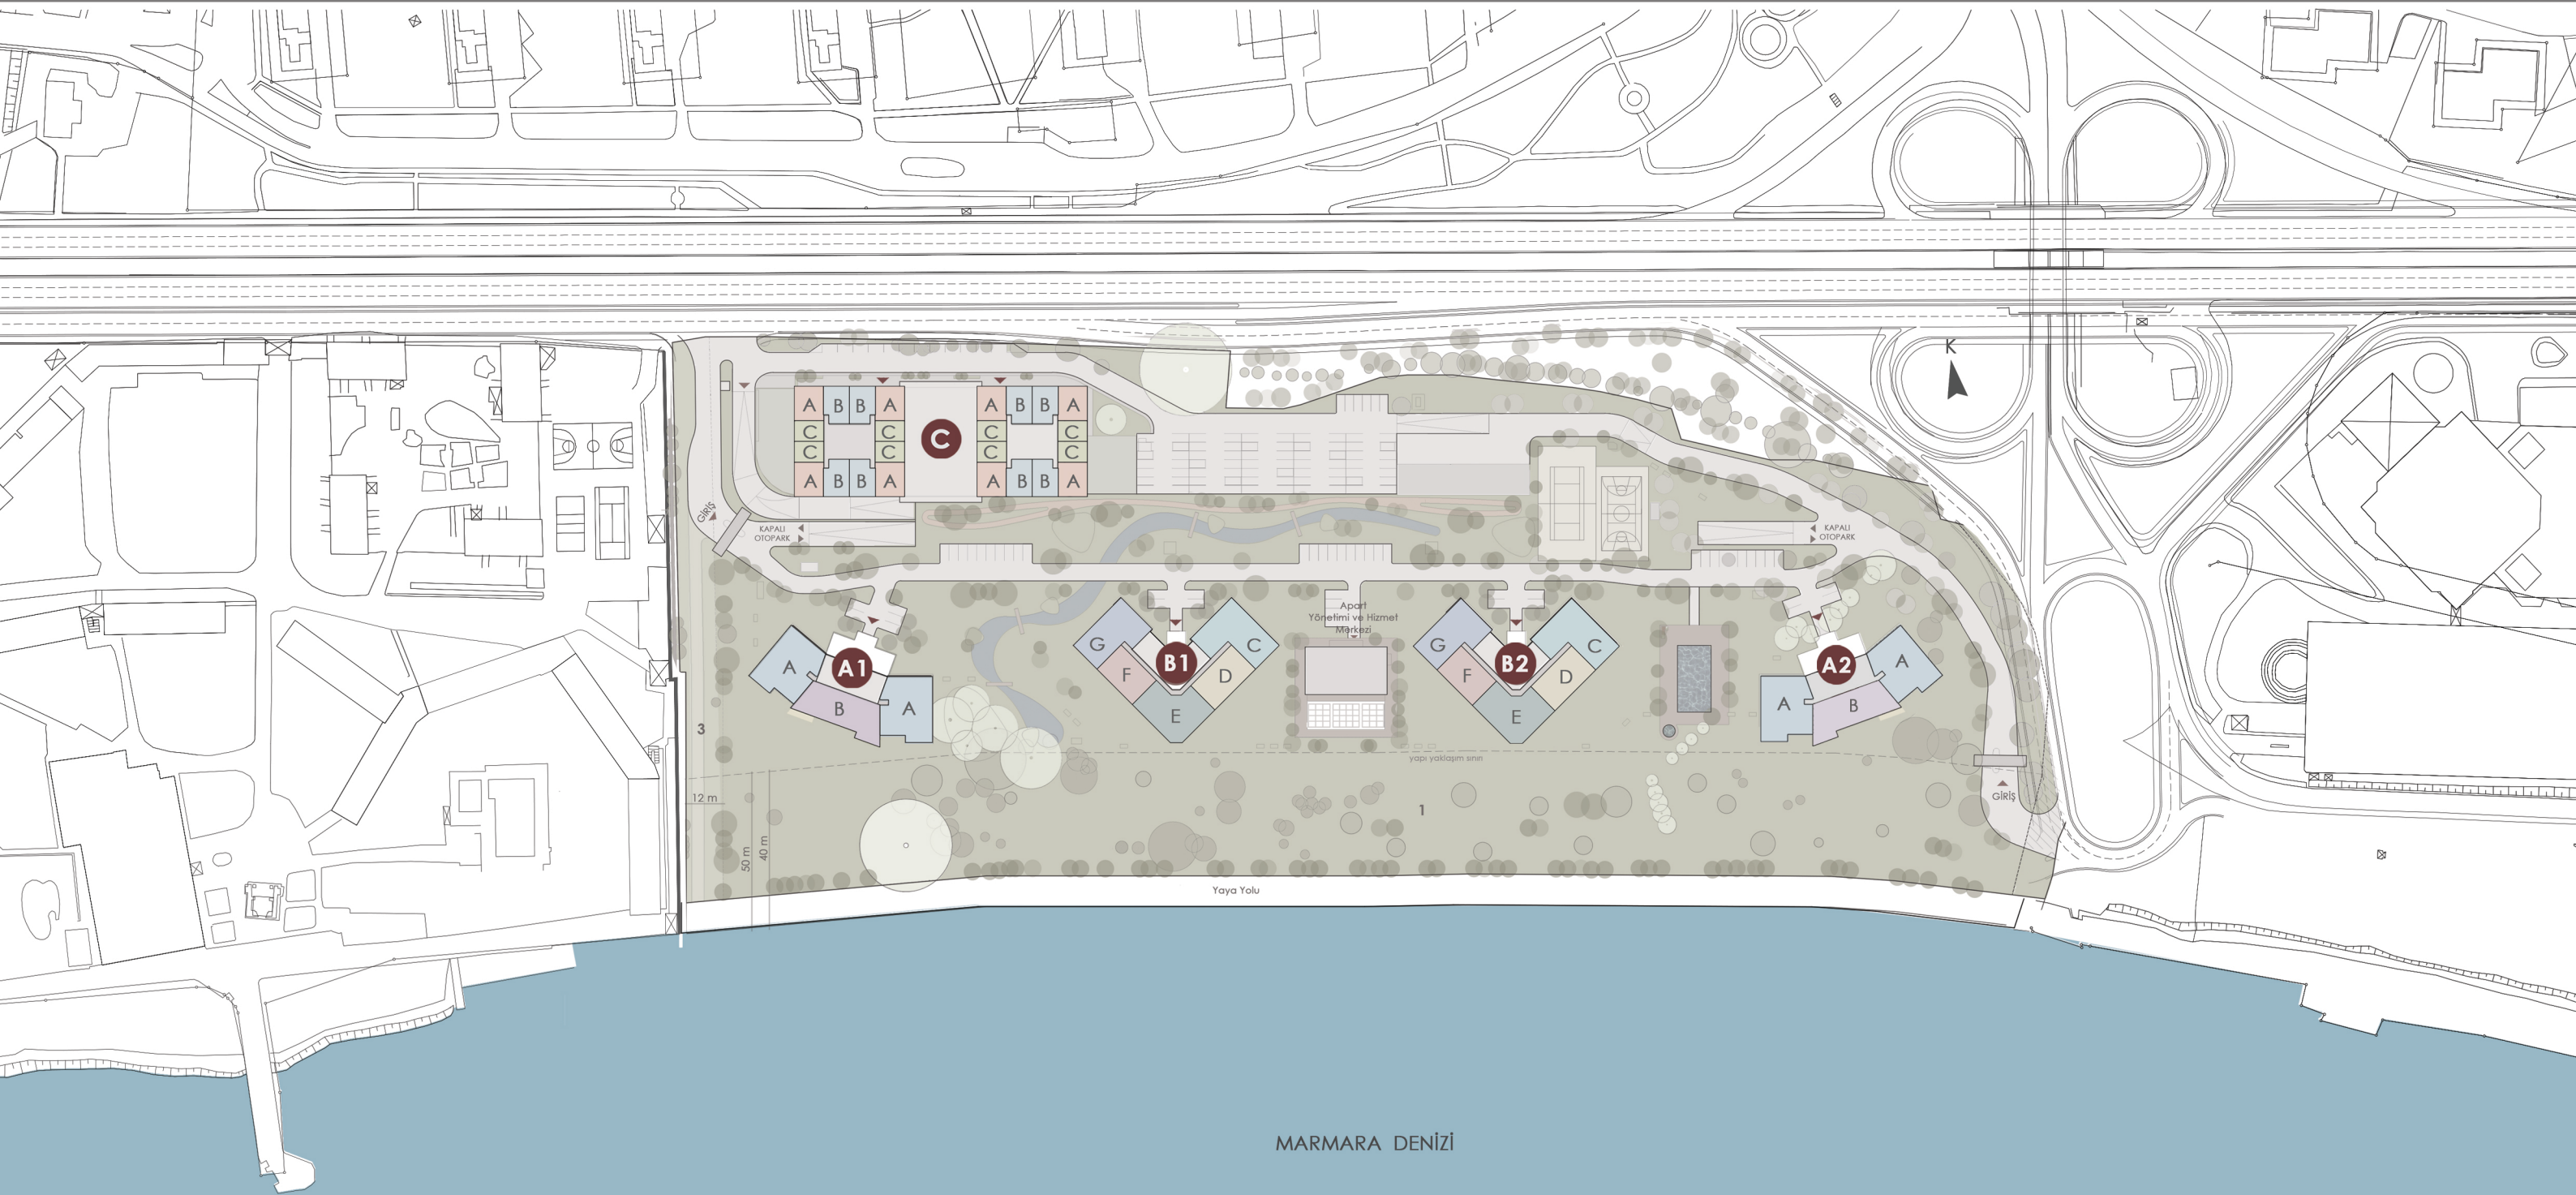 K
A B B A
A B B A
C C
C C
C
C C
C C
A B B A
A B B A
GİRİŞ
KAPALI
OTOPARK
KAPALI
OTOPARK
Apart
Yönetimi ve Hizmet
Merkezi
A
A1
B
A
G
F
B1
E
D
C
G
F
B2
E
D
C
A
A2
B
A
3
yapı yaklaşım sınırı
12 m
50 m
40 m
1
GİRİŞ
Yaya Yolu
MARMARA DENİZİ